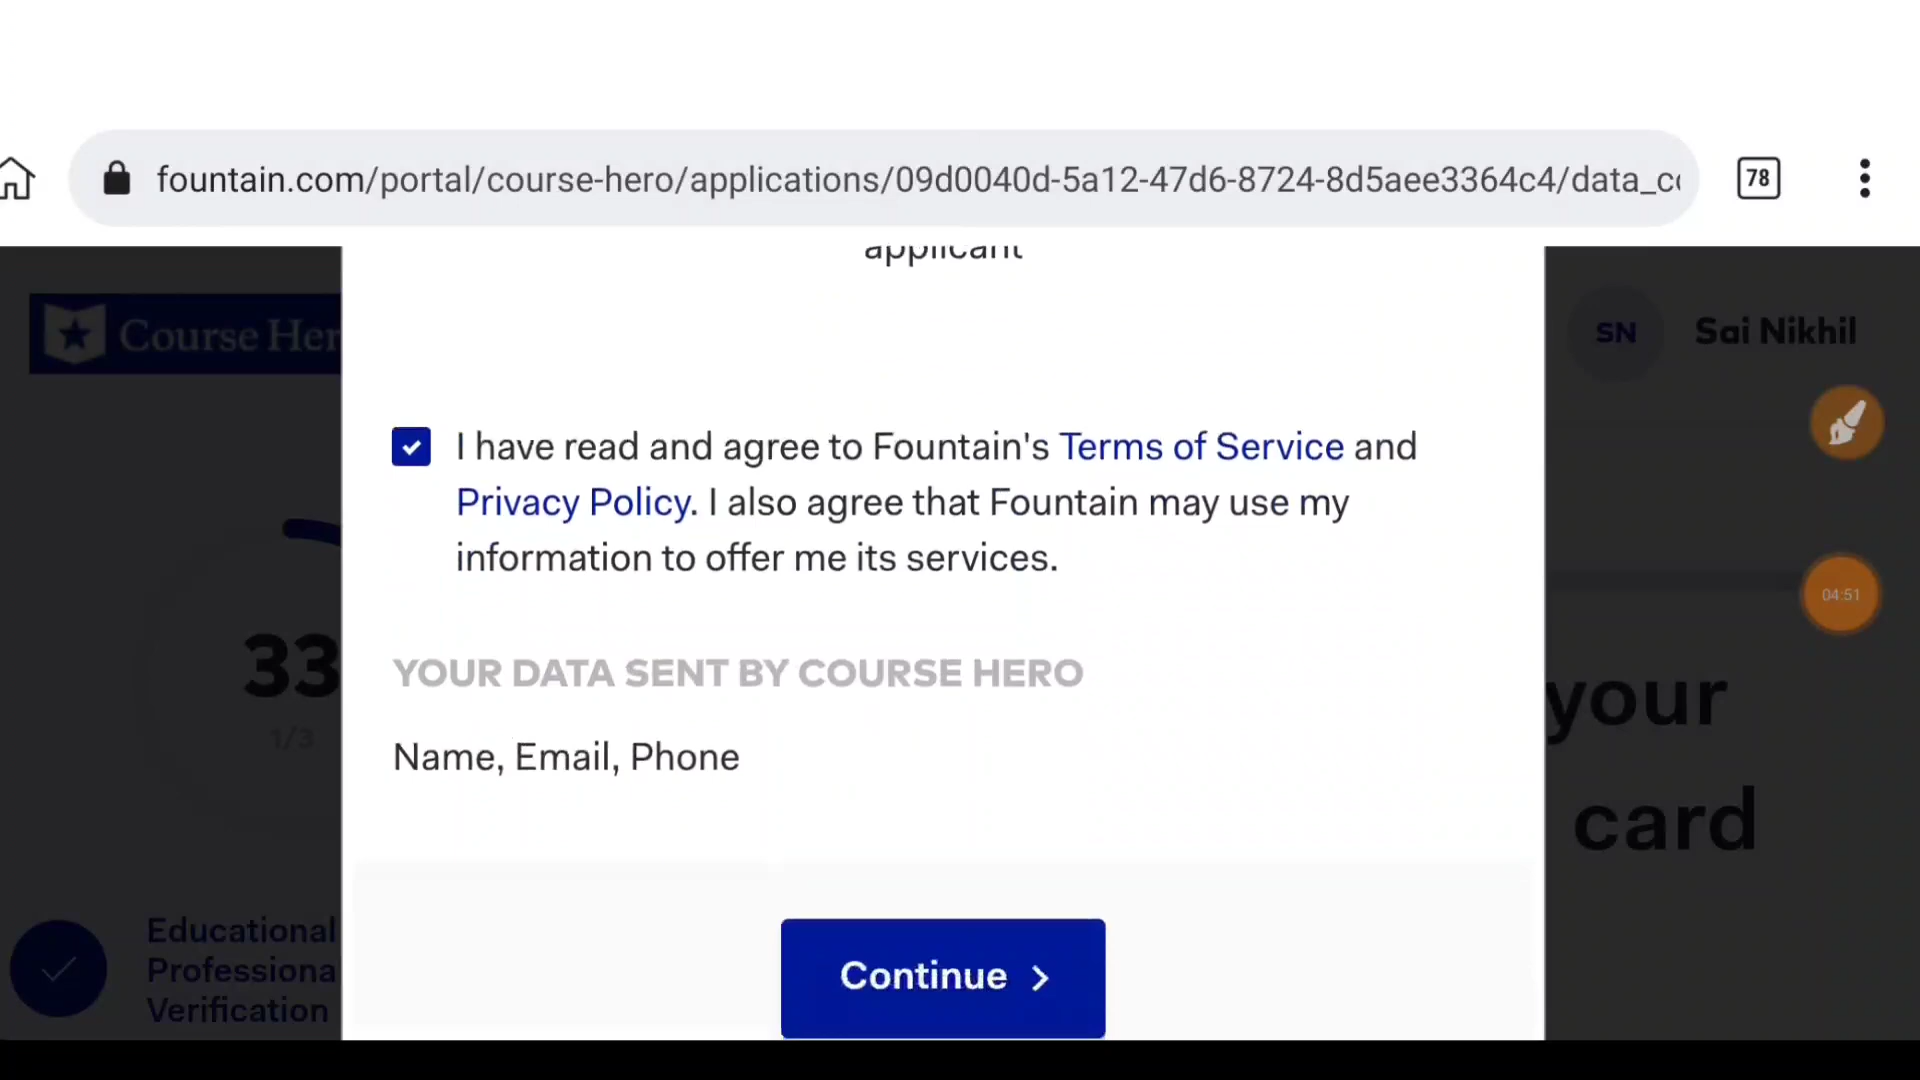 fountain.com/portal/course-hero/applications/09d0040d-5a12-47d6-8724-8d5aee3364c4/data_c
78
applicant
Course Her
SN Sai Nikhil
I have read and agree to Fountain's Terms of Service and
Privacy Policy. I also agree that Fountain may use my
information to offer me its services.
04:51
33
1/3
YOUR DATA SENT BY COURSE HERO
your
Name, Email, Phone
card
Educational
Professiona
Verification
Continue